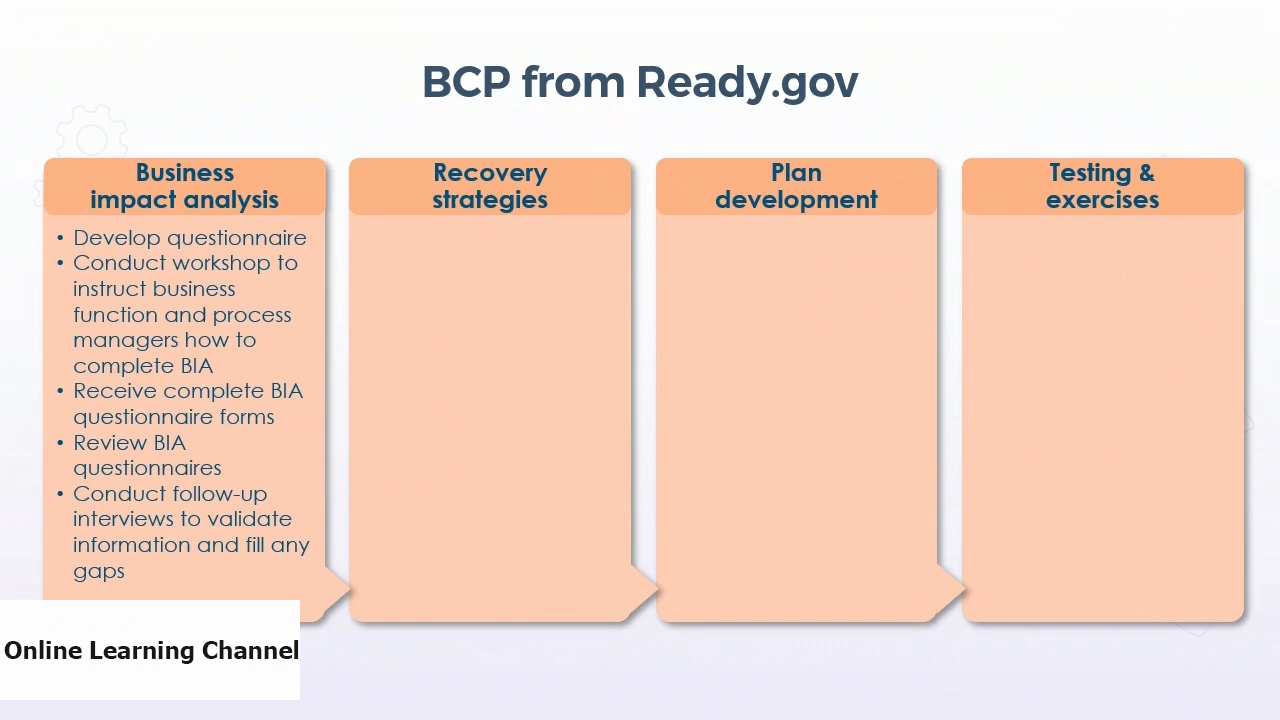 BCP from Ready.gov
Business
impact analysis
• Develop questionnaire
• Conduct workshop to
instruct business
function and process
managers how to
complete BIA
• Receive complete BIA
questionnaire forms
• Review BIA
questionnaires
• Conduct follow-up
interviews to validate
information and fill any
gaps
Recovery
strategies
Plan
development
Testing &
exercises
Online Learning Channel